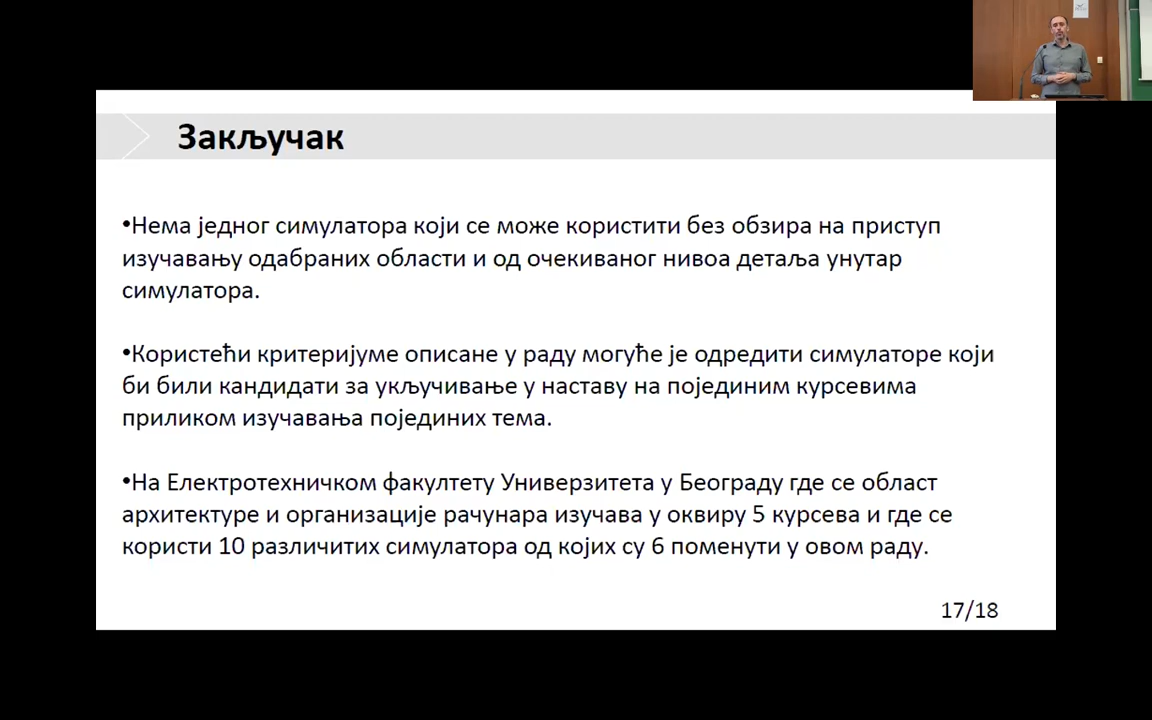 Закључак
•Нема једног симулатора који се може користити без обзира на приступ
изучавању одабраних области и од очекиваног нивоа детаља унутар
симулатора.
•Користећи критеријуме описане у раду могуће је одредити симулаторе који
би били кандидати за укључивање у наставу на појединим курсевима
приликом изучавања појединих тема.
•На Електротехничком факултету Универзитета у Београду где се област
архитектуре и организације рачунара изучава у оквиру 5 курсева и где се
користи 10 различитих симулатора од којих су 6 поменути у овом раду.
17/18